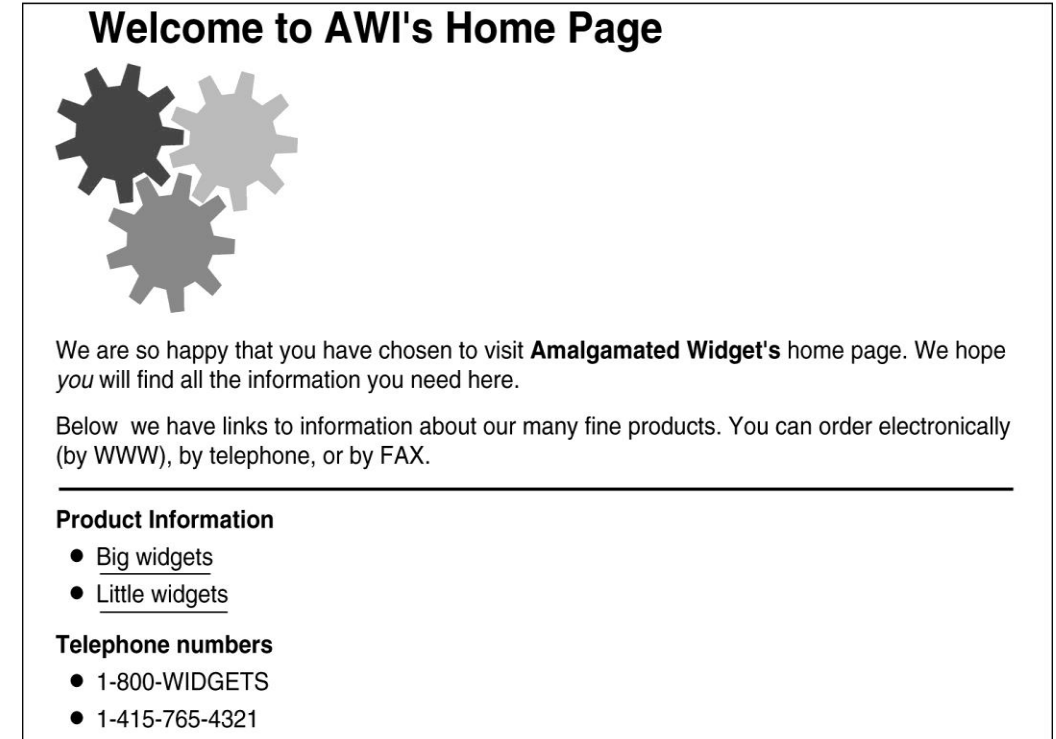 Welcome to AWI's Home Page
We are so happy that you have chosen to visit Amalgamated Widget's home page. We hope
you will find all the information you need here.
Below we have links to information about our many fine products. You can order electronically
(by WWW), by telephone, or by FAX.
Product Information
● Big widgets
● Little widgets
Telephone numbers
● 1-800-WIDGETS
● 1-415-765-4321